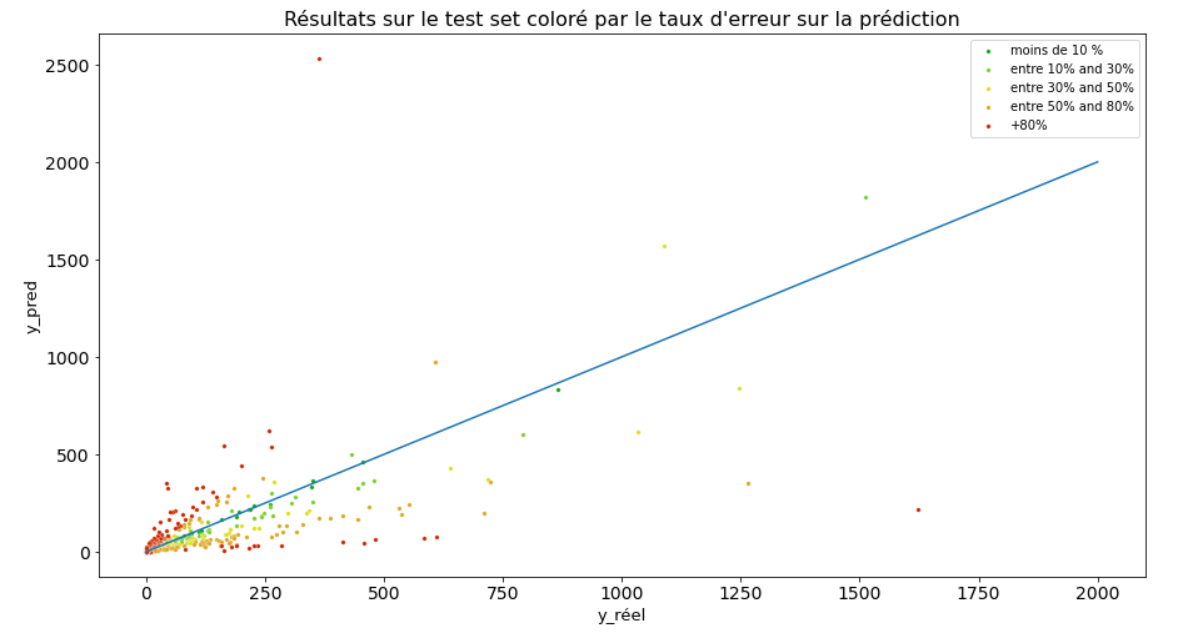 Résultats sur le test set coloré par le taux d'erreur sur la prédiction
moins de 10 %
entre 10% and 30%
entre 30% and 50%
entre 50% and 80%
+80%
2500
2000
1500
1000
500
0
y_pred
0 250 500 750 1000 1250 1500 1750 2000
y_réel